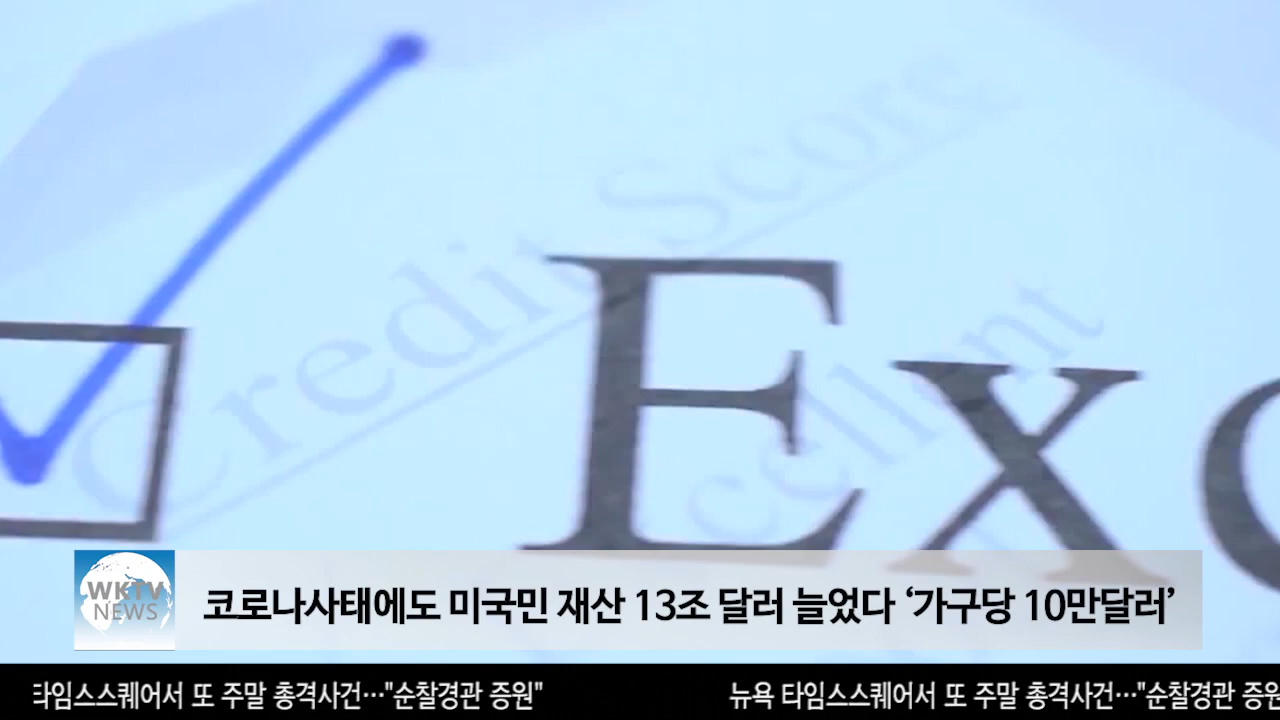 Credit Score
cellent
Exc
WKTV
NEWS
코로나사태에도 미국민 재산 13조 달러 늘었다 ‘가구당 10만달러’
타임스스퀘어서 또 주말 총격사건…"순찰경관 증원" 뉴욕 타임스스퀘어서 또 주말 총격사건…"순찰경관 증원